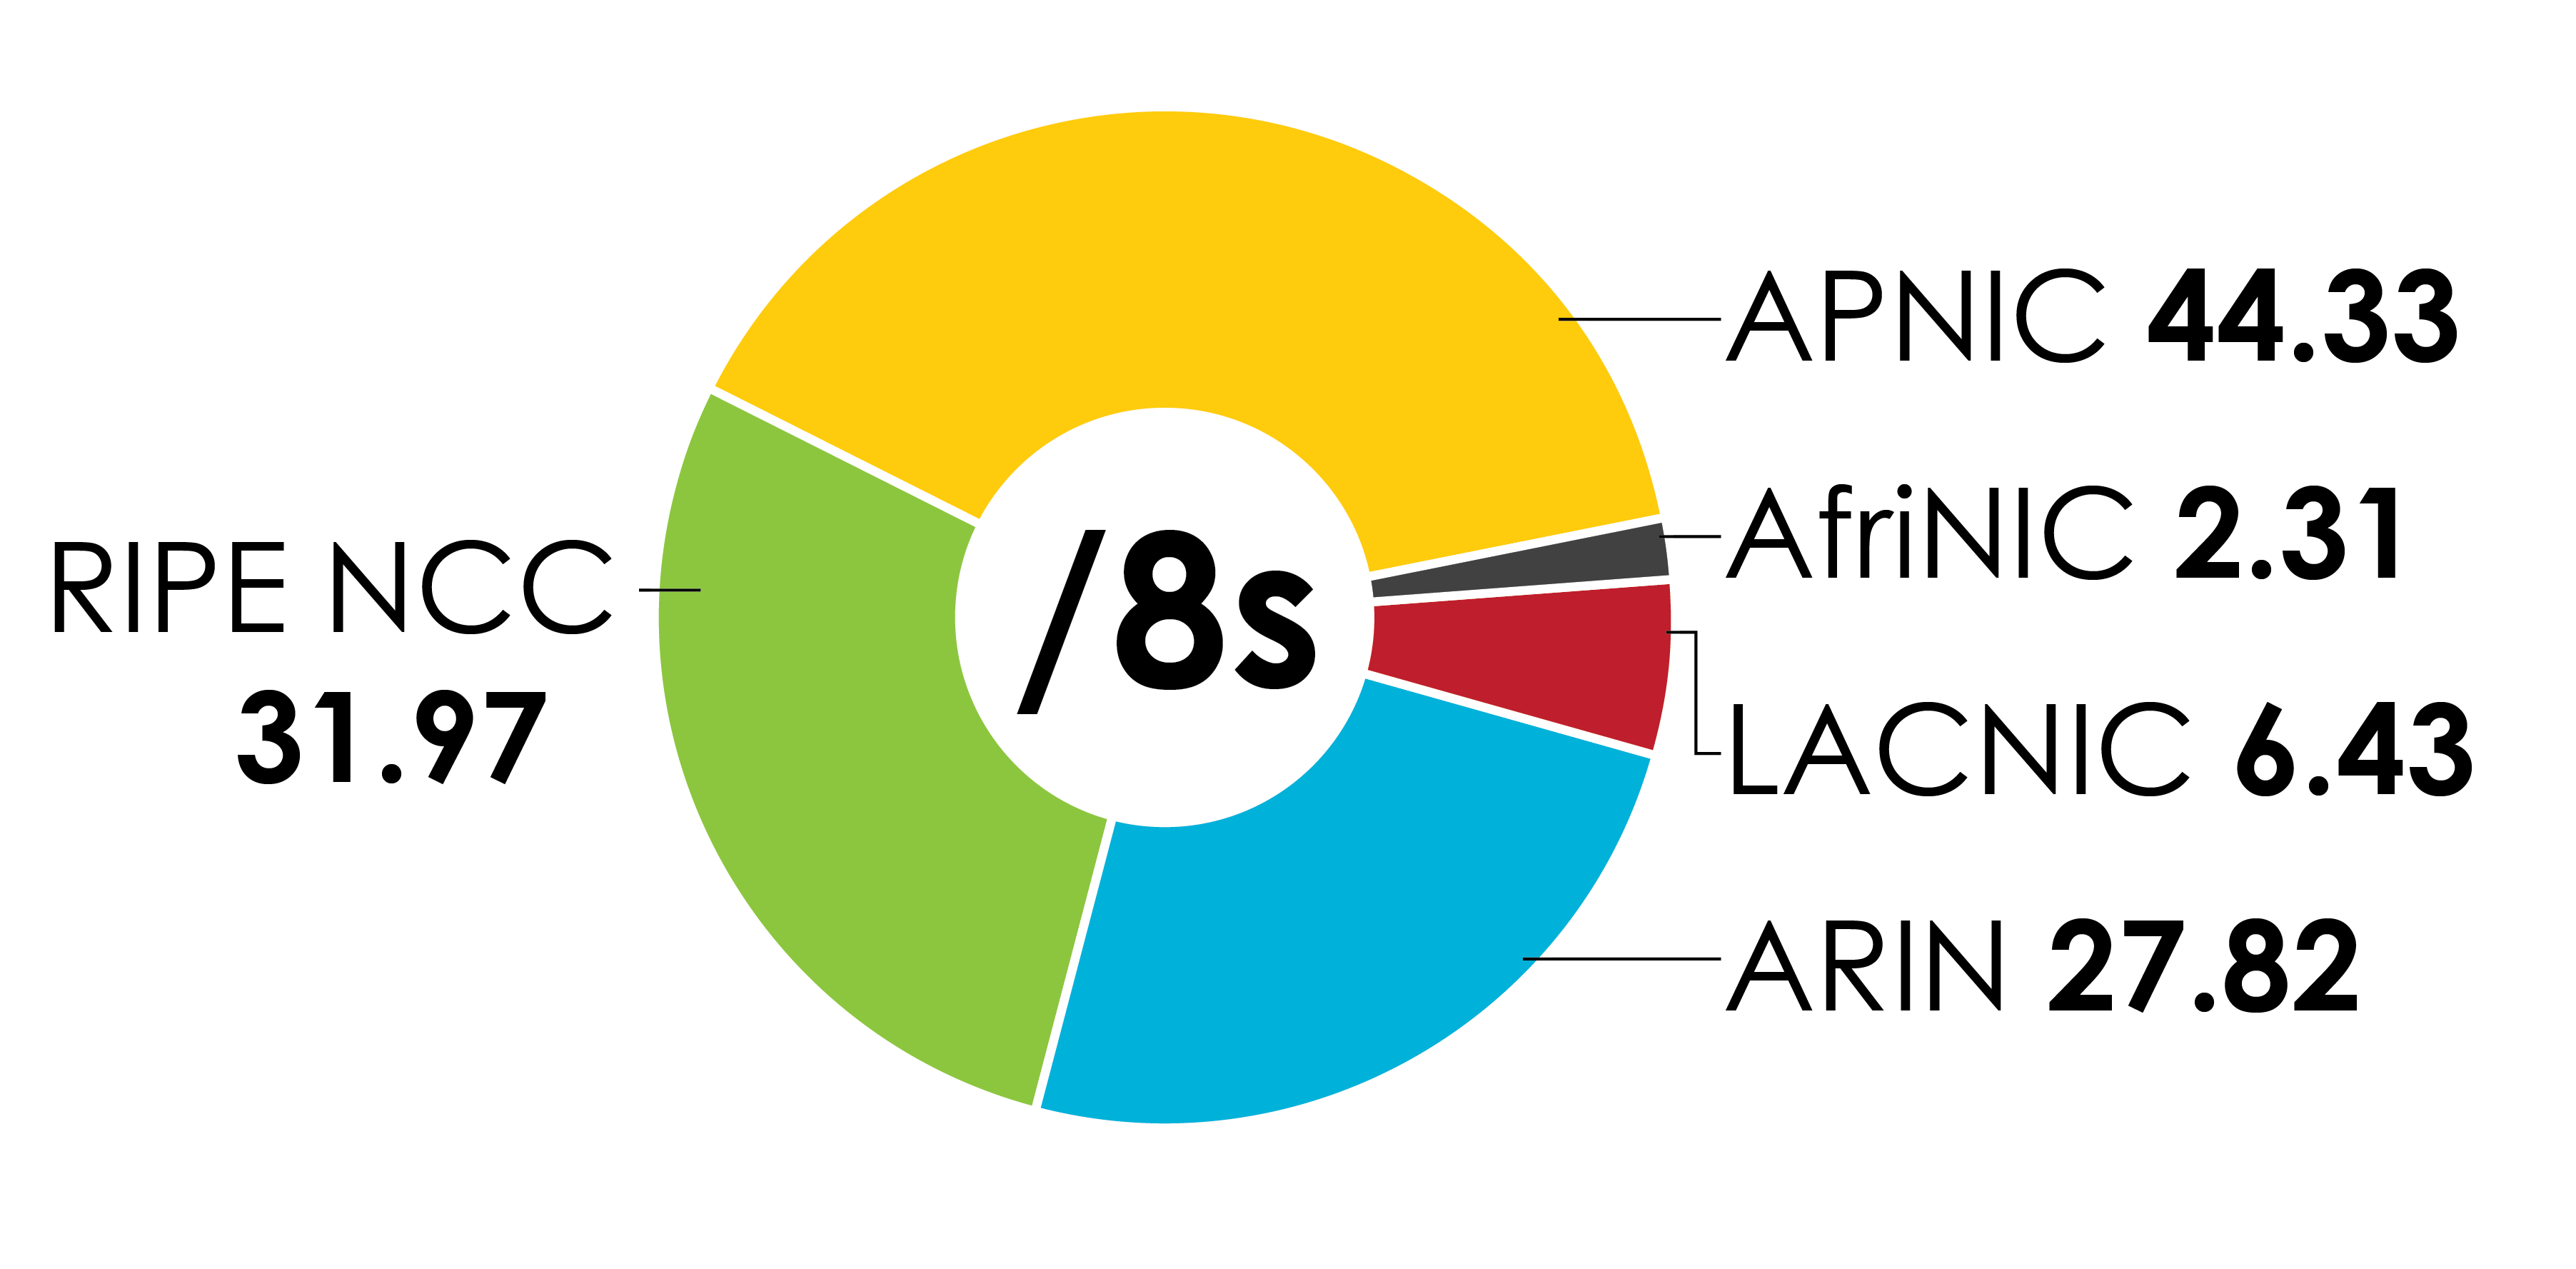 APNIC 44.33
AfriNIC 2.31
RIPE NCC
31.97
/8s
LACNIC 6.43
ARIN 27.82